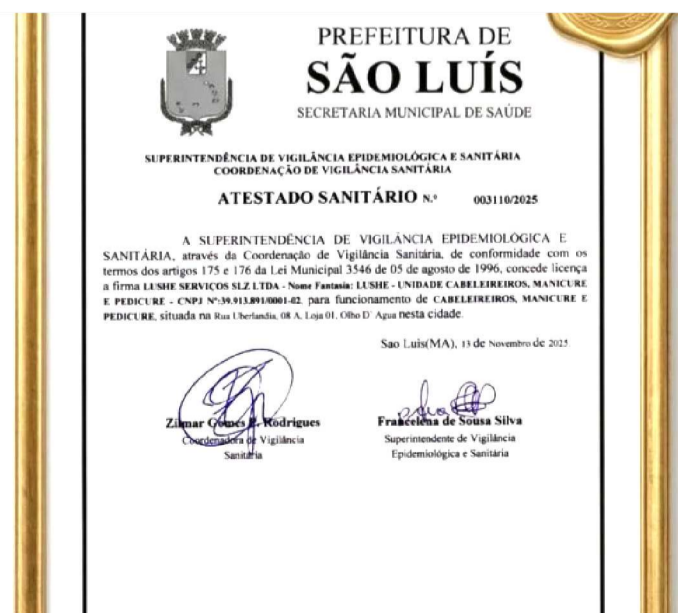 PREFEITURA DE
SÃO LUÍS
SECRETARIA MUNICIPAL DE SAÚDE
SUPERINTENDÊNCIA DE VIGILÂNCIA EPIDEMIOLÓGICA E SANITÁRIA
COORDENAÇÃO DE VIGILÂNCIA SANITÁRIA
ATESTADO SANITÁRIO N.º 003110/2025
A SUPERINTENDÊNCIA DE VIGILÂNCIA EPIDEMIOLÓGICA E
SANITÁRIA, através da Coordenação de Vigilância Sanitária, de conformidade com os
termos dos artigos 175 e 176 da Lei Municipal 3546 de 05 de agosto de 1996, concede licença
a firma LUSHE SERVIÇOS SLZ LTDA - Nome Fantasia: LUSHE - UNIDADE CABELEIREIROS, MANICURE
E PEDICURE - CNPJ Nº:39.913.891/0001-02, para funcionamento de CABELEIREIROS, MANICURE E
PEDICURE, situada na Rua Uberlandia, 08 A, Loja 01, Olho D' Agua nesta cidade.
Sao Luis(MA), 13 de Novembro de 2025.
Zilmar Gomes Rodrigues
Coordenadora de Vigilância
Sanitária
Francelena de Sousa Silva
Superintendente de Vigilância
Epidemiológica e Sanitária